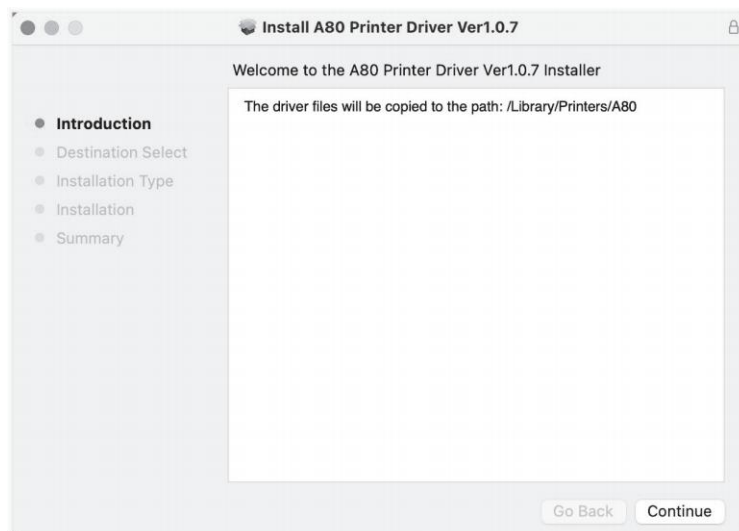 Install A80 Printer Driver Ver1.0.7
Welcome to the A80 Printer Driver Ver1.0.7 Installer
The driver files will be copied to the path: /Library/Printers/A80
Introduction
Destination Select
Installation Type
Installation
Summary
Go Back
Continue